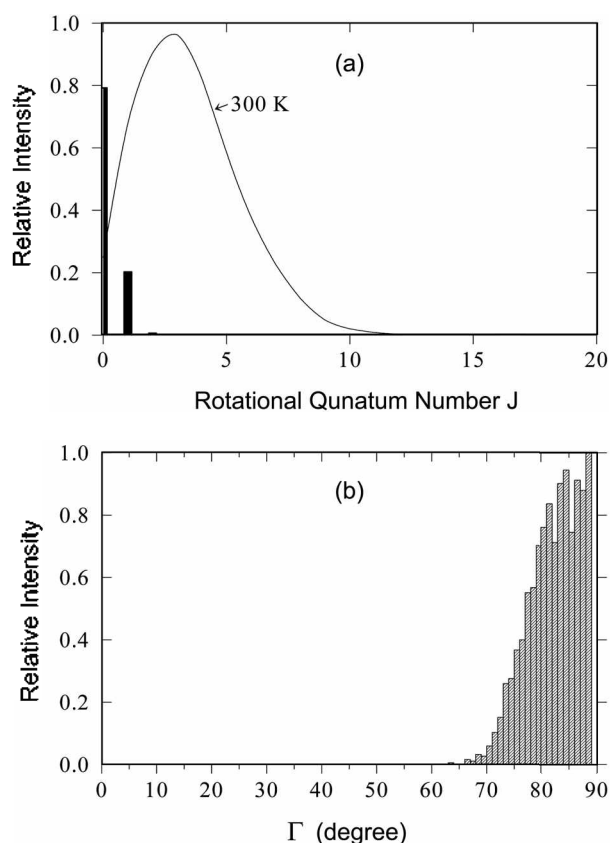 1.0
(a)
0.8
300 K
0.6
0.4
0.2
0.0
Relative Intensity
0 5 10 15 20
Rotational Qunatum Number J
1.0
(b)
0.8
0.6
0.4
0.2
0.0
Relative Intensity
0 10 20 30 40 50 60 70 80 90
Γ (degree)